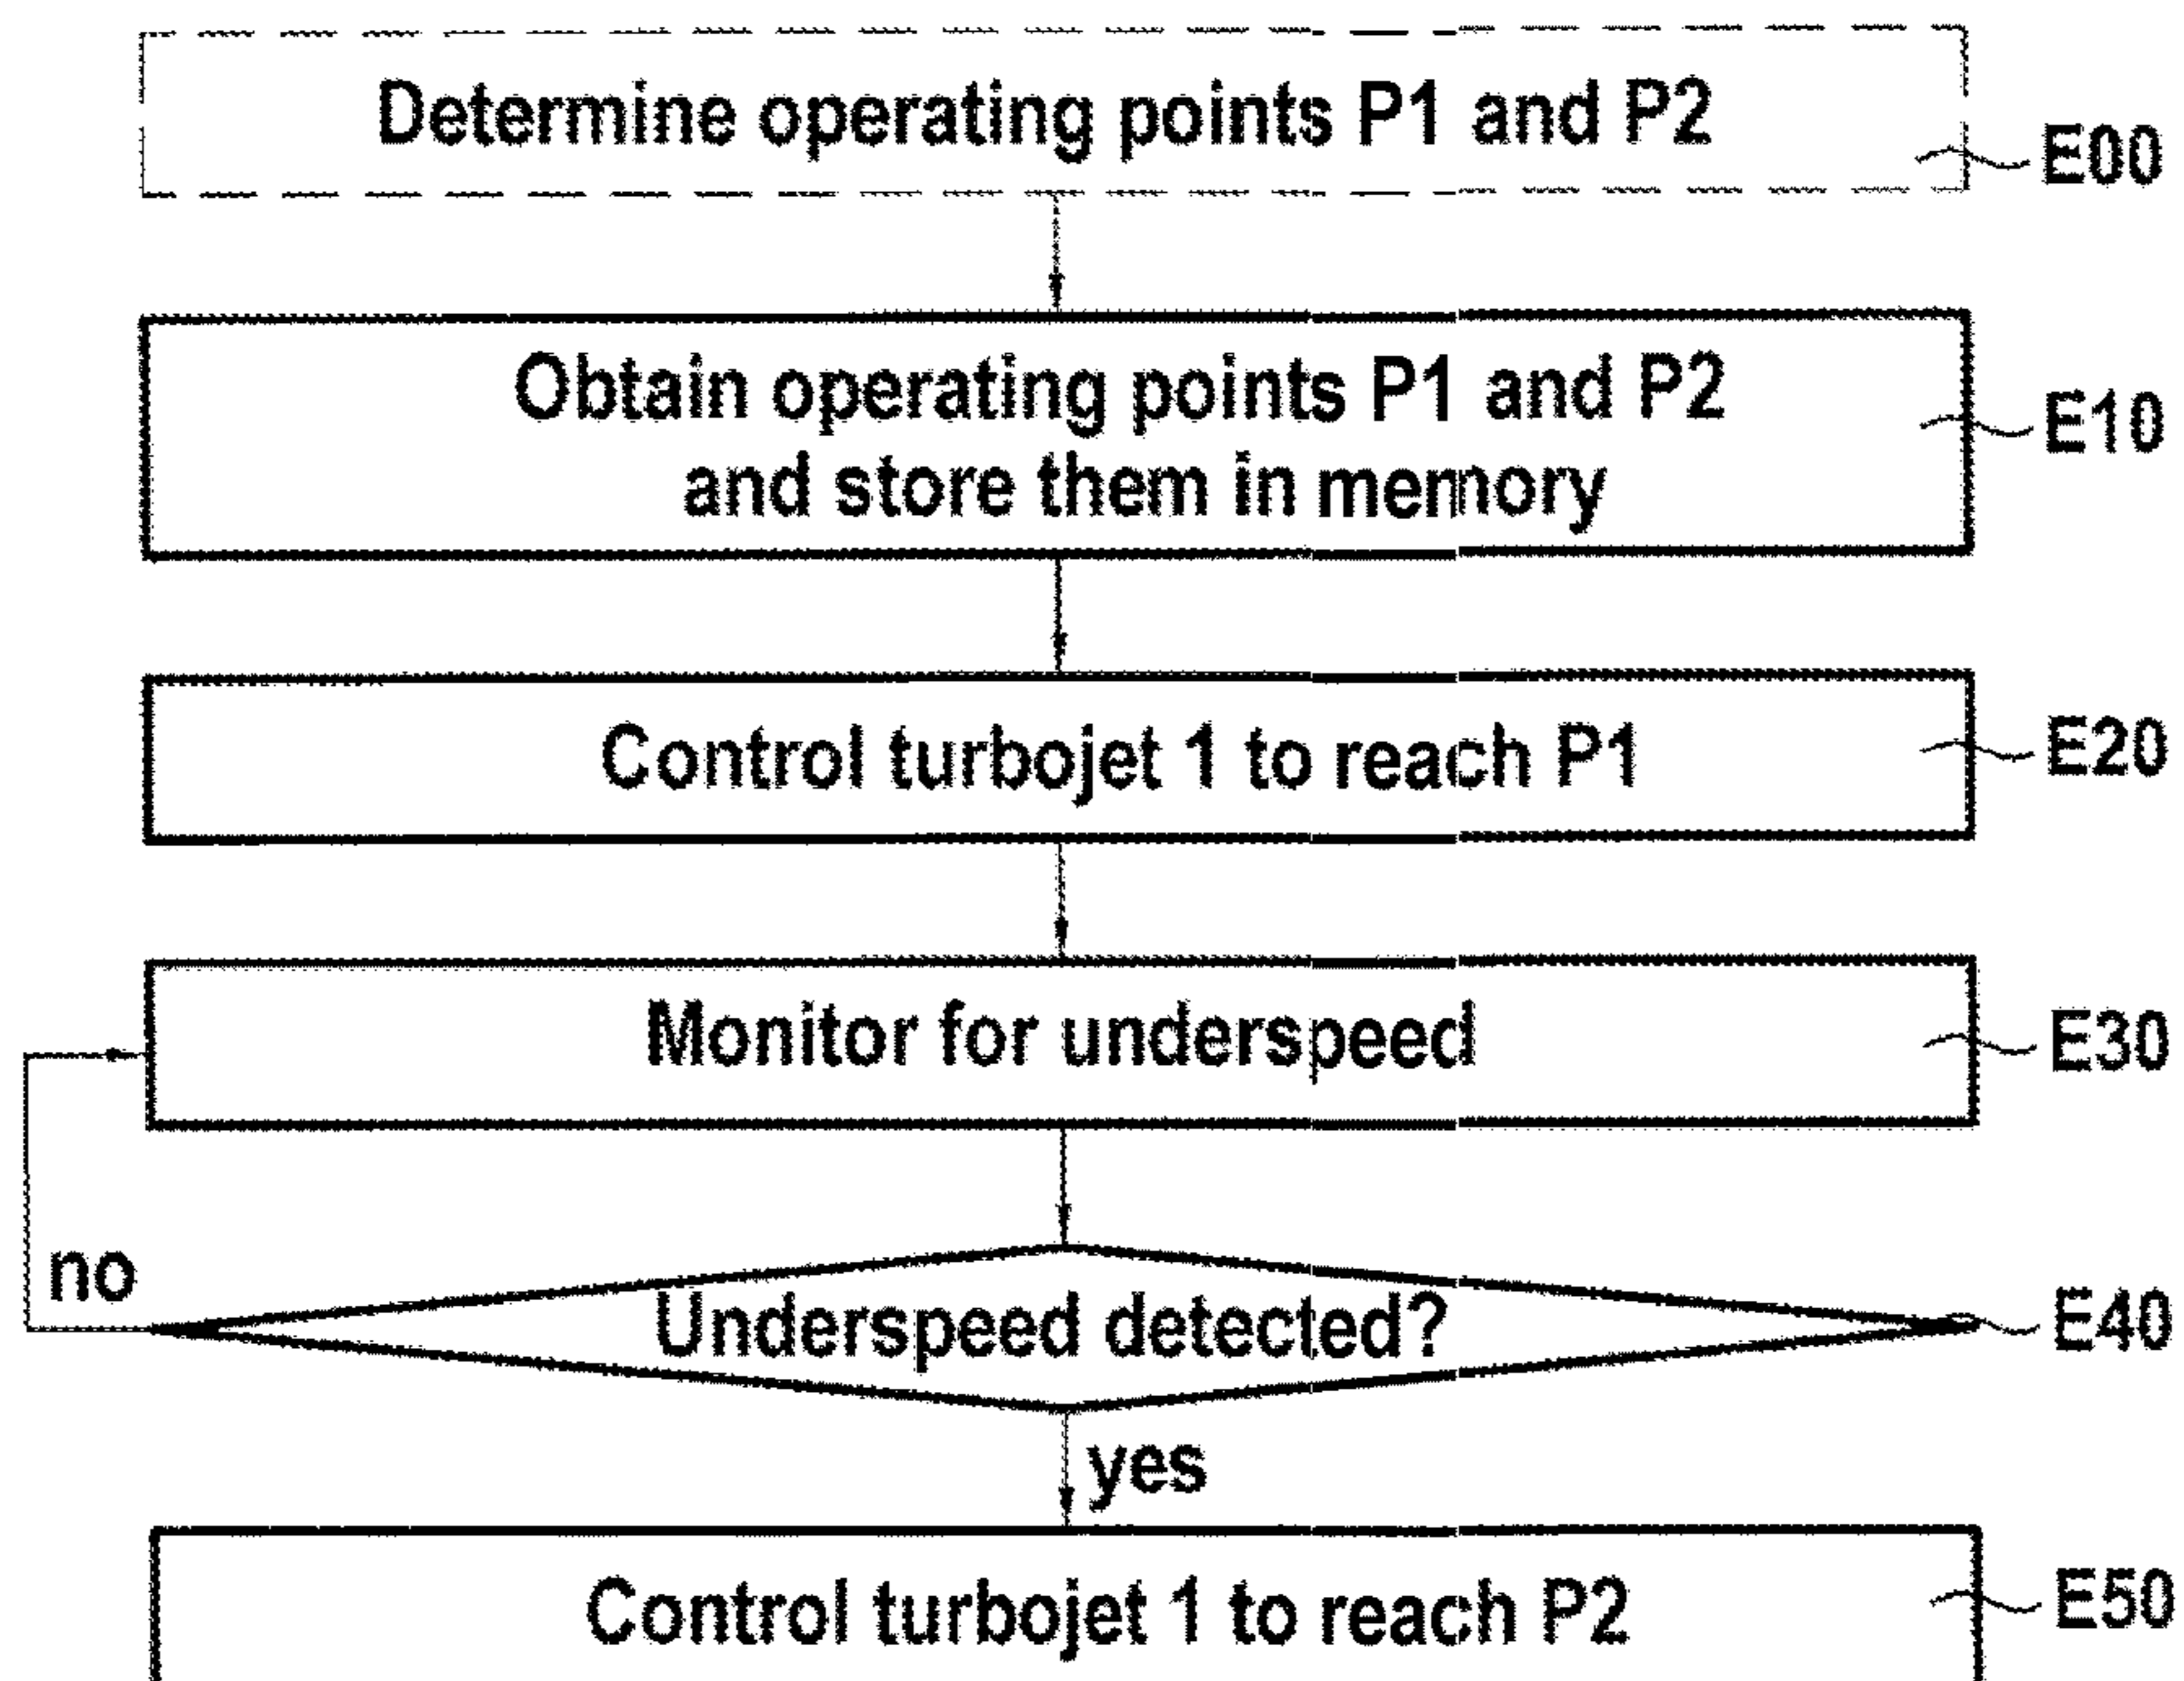 Determine operating points P1 and P2
E00
Obtain operating points P1 and P2
and store them in memory
E10
Control turbojet 1 to reach P1
E20
Monitor for underspeed
E30
no
Underspeed detected?
E40
yes
Control turbojet 1 to reach P2
E50